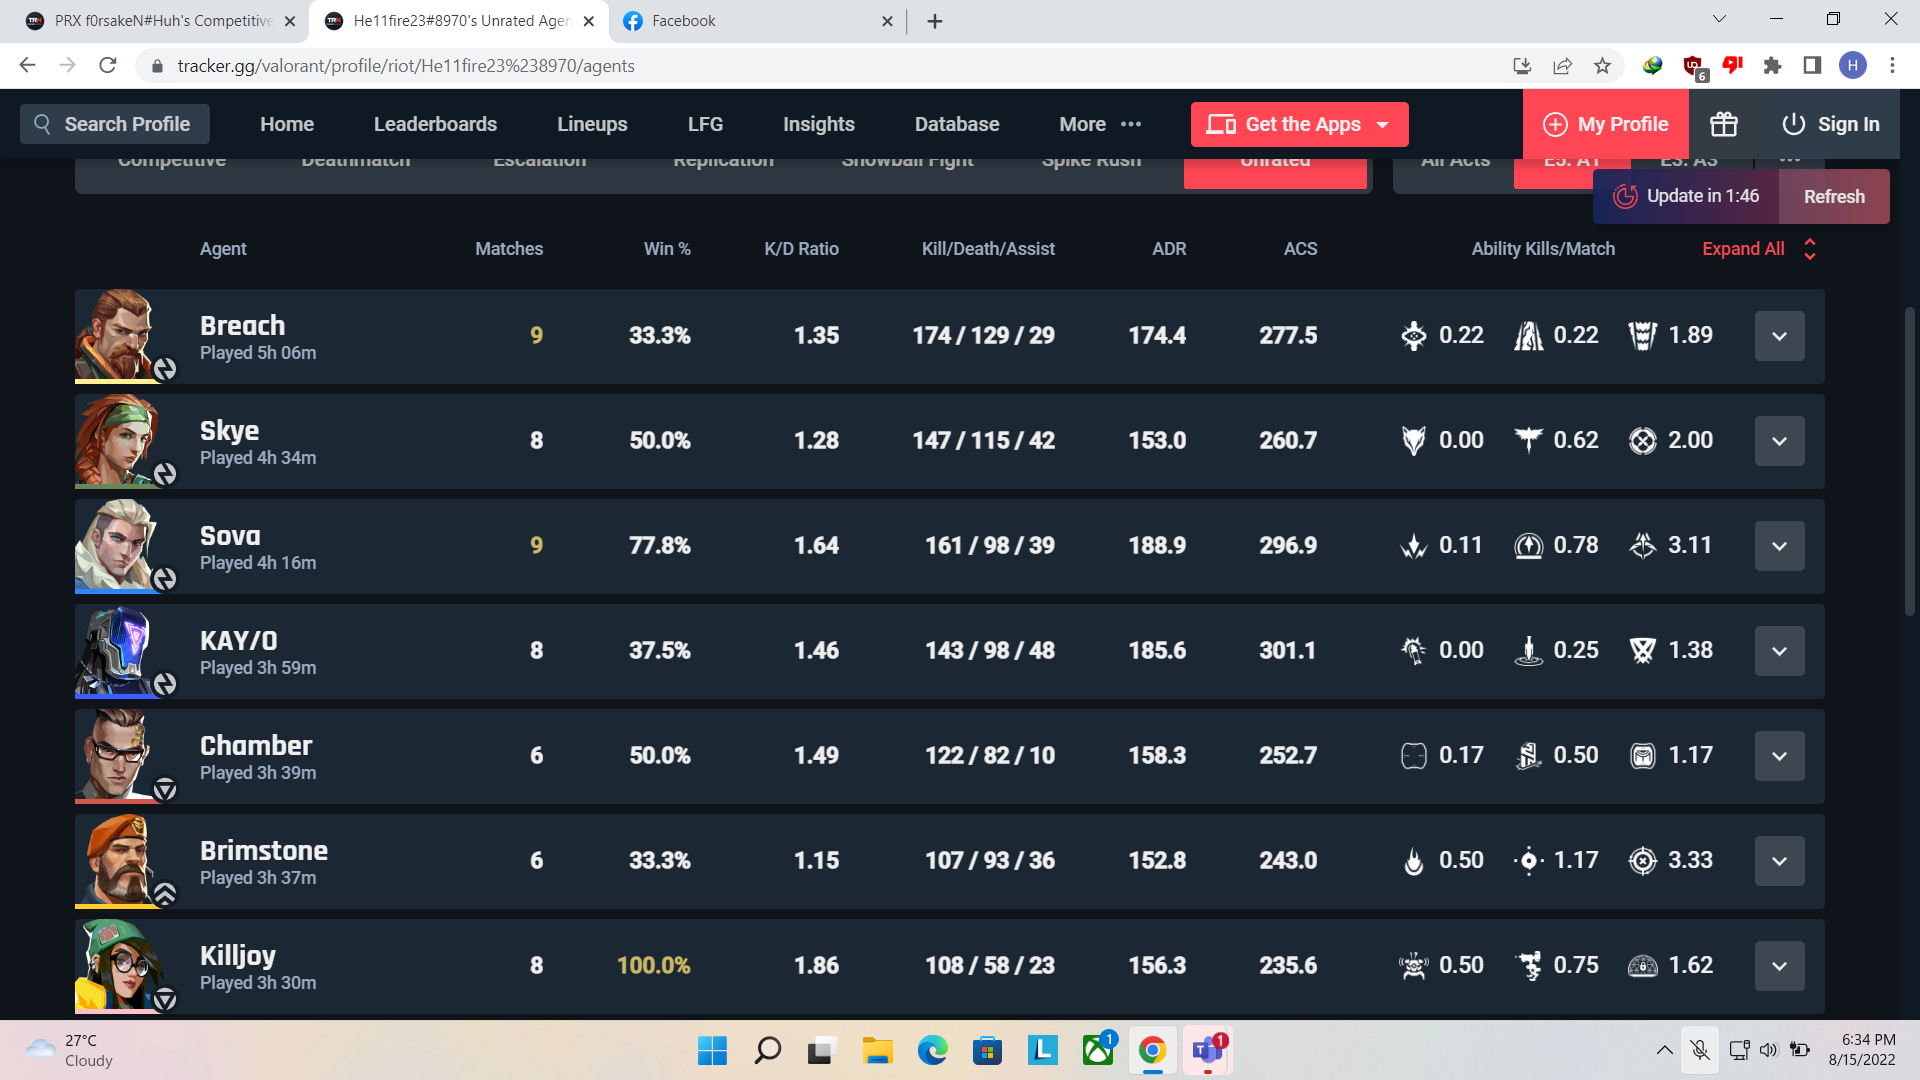 PRX f0rsakeN#Huh's Competitive
He11fire23#8970's Unrated Agen
Facebook
tracker.gg/valorant/profile/riot/He11fire23%238970/agents
6
H
Search Profile
Home
Leaderboards
Lineups
LFG
Insights
Database
More
Get the Apps
My Profile
Sign In
Competitive
Deathmatch
Escalation
Replication
Snowball Fight
Spike Rush
Unrated
All Acts
E5: A1
E3: A3
Update in 1:46
Refresh
Agent Matches Win % K/D Ratio Kill/Death/Assist ADR ACS Ability Kills/Match Expand All
Breach 9 33.3% 1.35 174 / 129 / 29 174.4 277.5 0.22 0.22 1.89
Played 5h 06m
Skye 8 50.0% 1.28 147 / 115 / 42 153.0 260.7 0.00 0.62 2.00
Played 4h 34m
Sova 9 77.8% 1.64 161 / 98 / 39 188.9 296.9 0.11 0.78 3.11
Played 4h 16m
KAY/O 8 37.5% 1.46 143 / 98 / 48 185.6 301.1 0.00 0.25 1.38
Played 3h 59m
Chamber 6 50.0% 1.49 122 / 82 / 10 158.3 252.7 0.17 0.50 1.17
Played 3h 39m
Brimstone 6 33.3% 1.15 107 / 93 / 36 152.8 243.0 0.50 1.17 3.33
Played 3h 37m
Killjoy 8 100.0% 1.86 108 / 58 / 23 156.3 235.6 0.50 0.75 1.62
Played 3h 30m
27°C
Cloudy
L
1
1
6:34 PM
8/15/2022